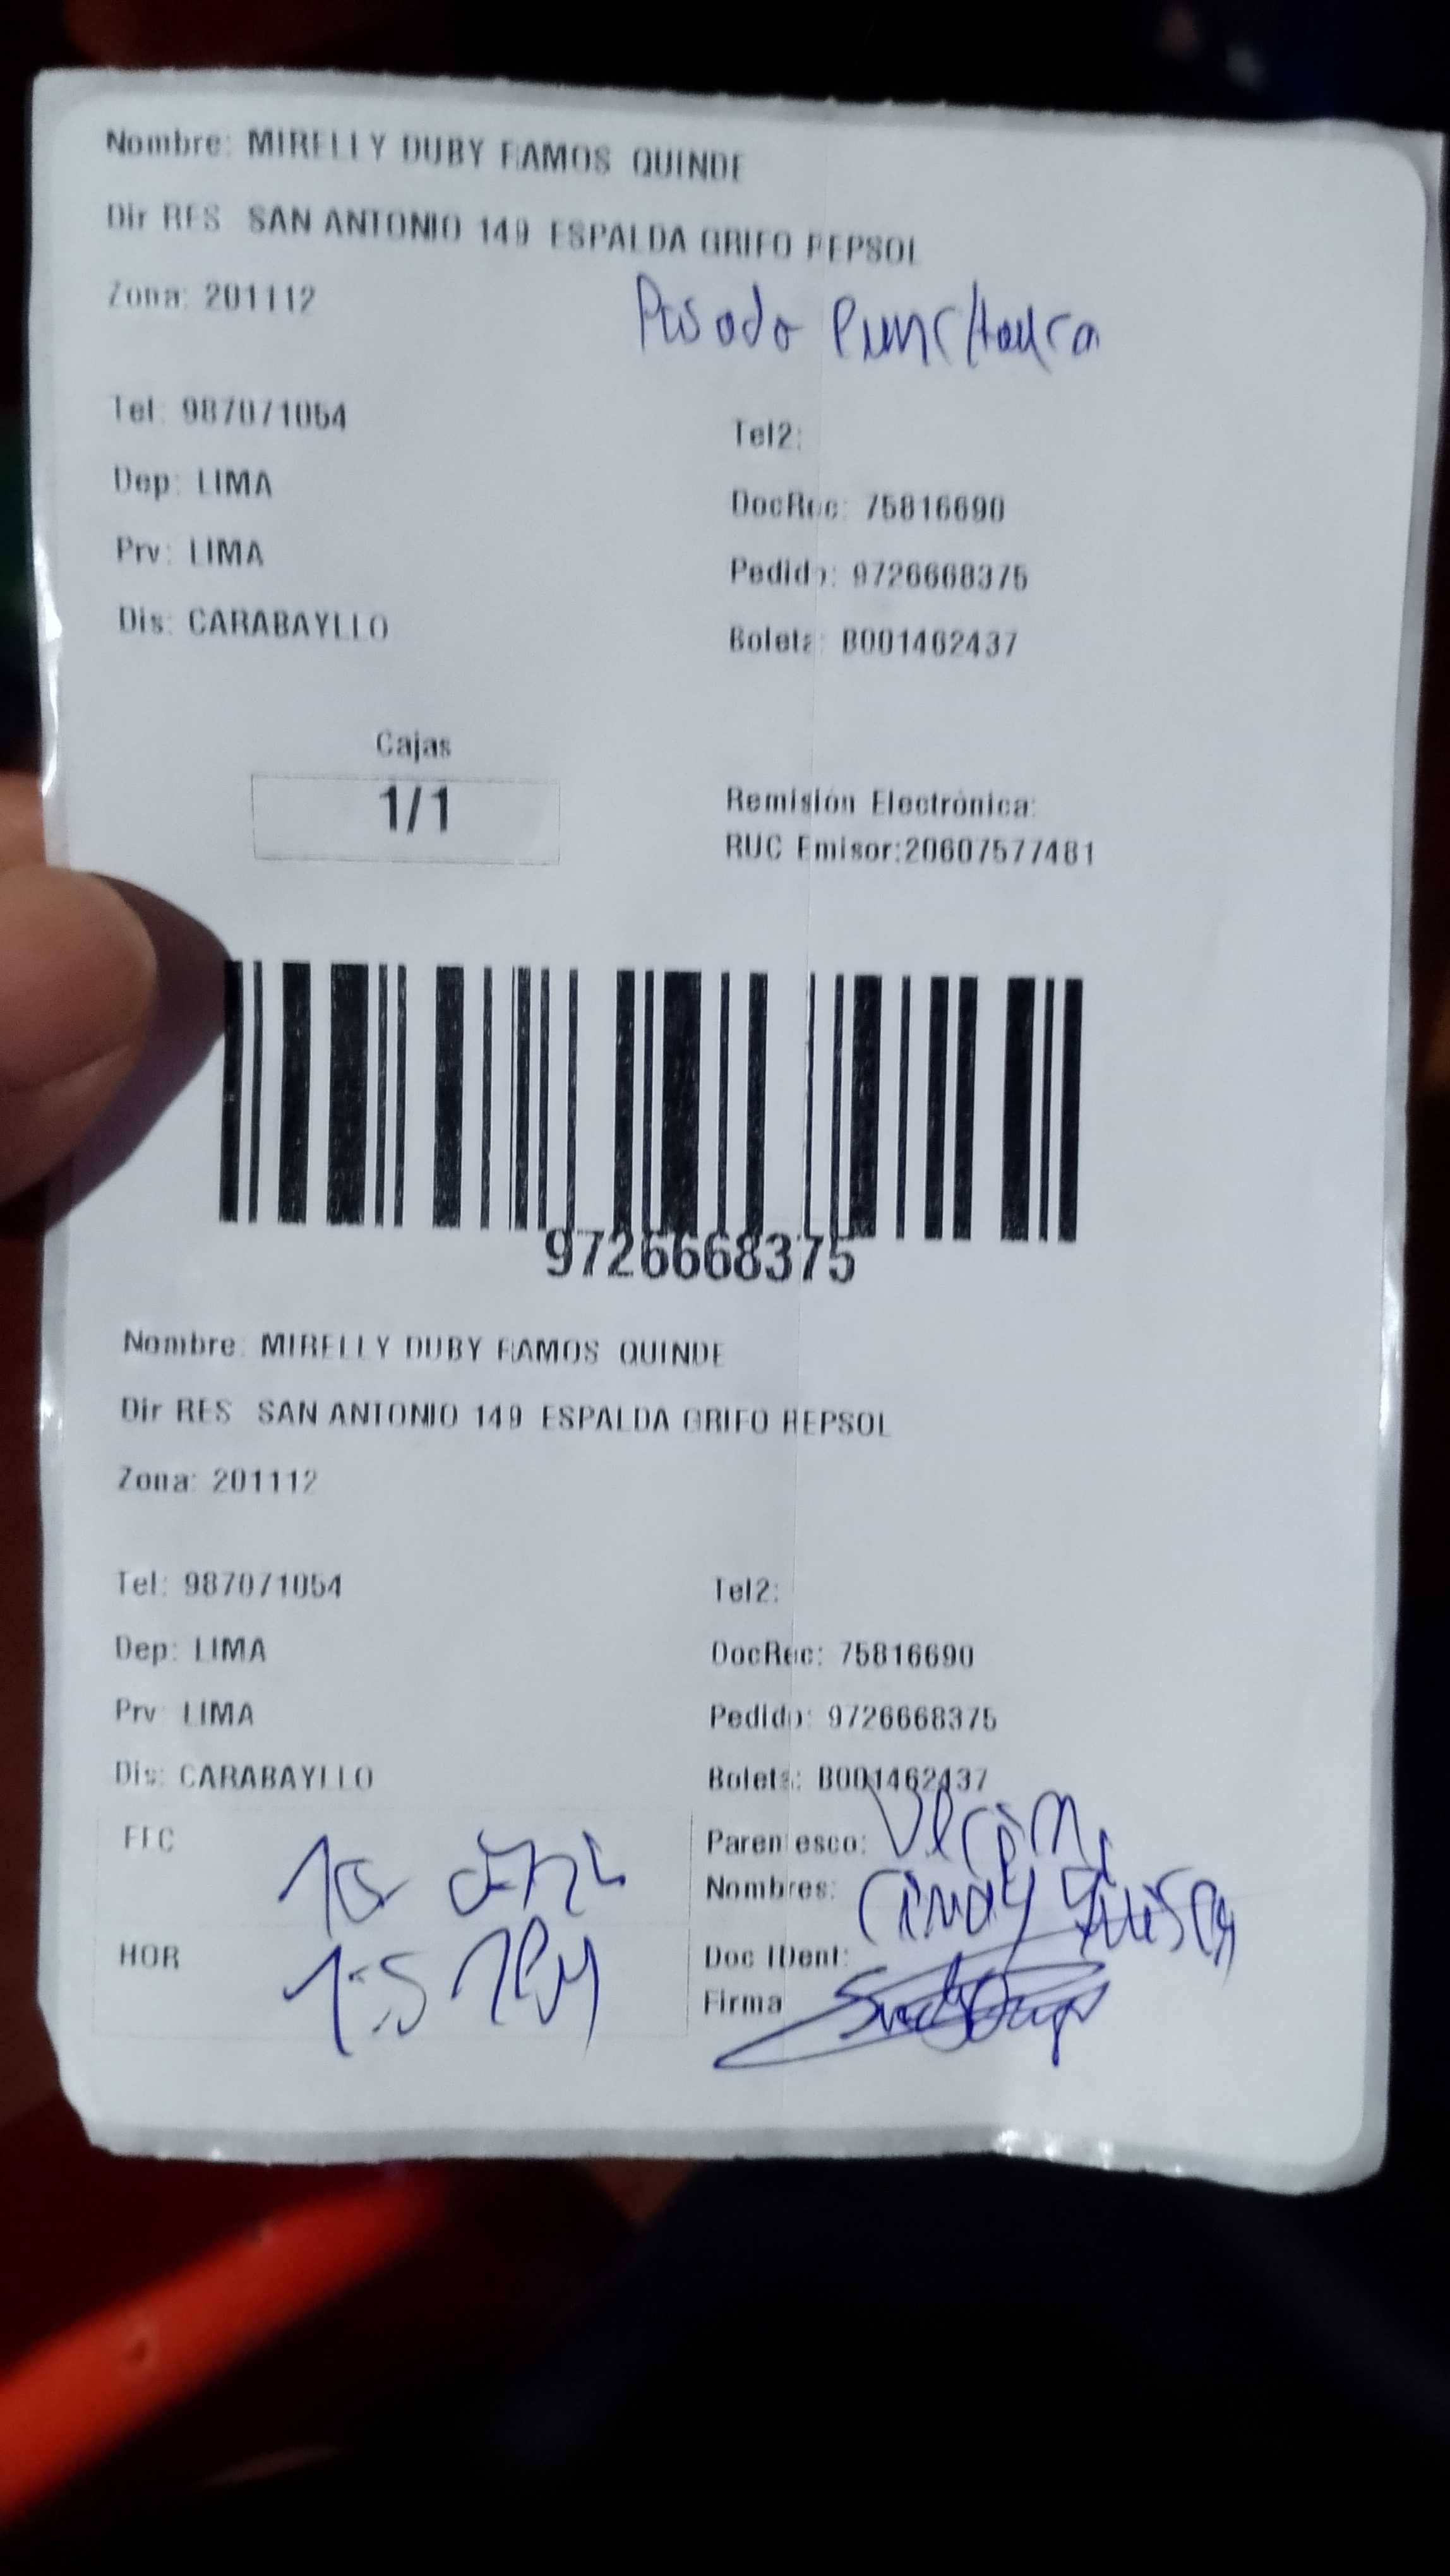 Nombre: MIRELLY DUBY RAMOS QUINDE
Dir RES SAN ANTONIO 149 ESPALDA GRIFO REPSOL
Zona: 201112
Pasado Punchauca
Tel: 987071054
Tel2:
Dep: LIMA
DocRec: 75816690
Prv: LIMA
Pedido: 9726668375
Dis: CARABAYLLO
Boleta: B001462437
Cajas
1/1
Remisión Electrónica:
RUC Emisor:20607577481
9726668375
Nombre: MIRELLY DUBY RAMOS QUINDE
Dir RES SAN ANTONIO 149 ESPALDA GRIFO REPSOL
Zona: 201112
Tel: 987071054
Tel2:
Dep: LIMA
DocRec: 75816690
Prv: LIMA
Pedido: 9726668375
Dis: CARABAYLLO
Boleta: B001462437
FEC
Parentesco:
Nombres: Cindy
HOR
Doc IDent:
Firma